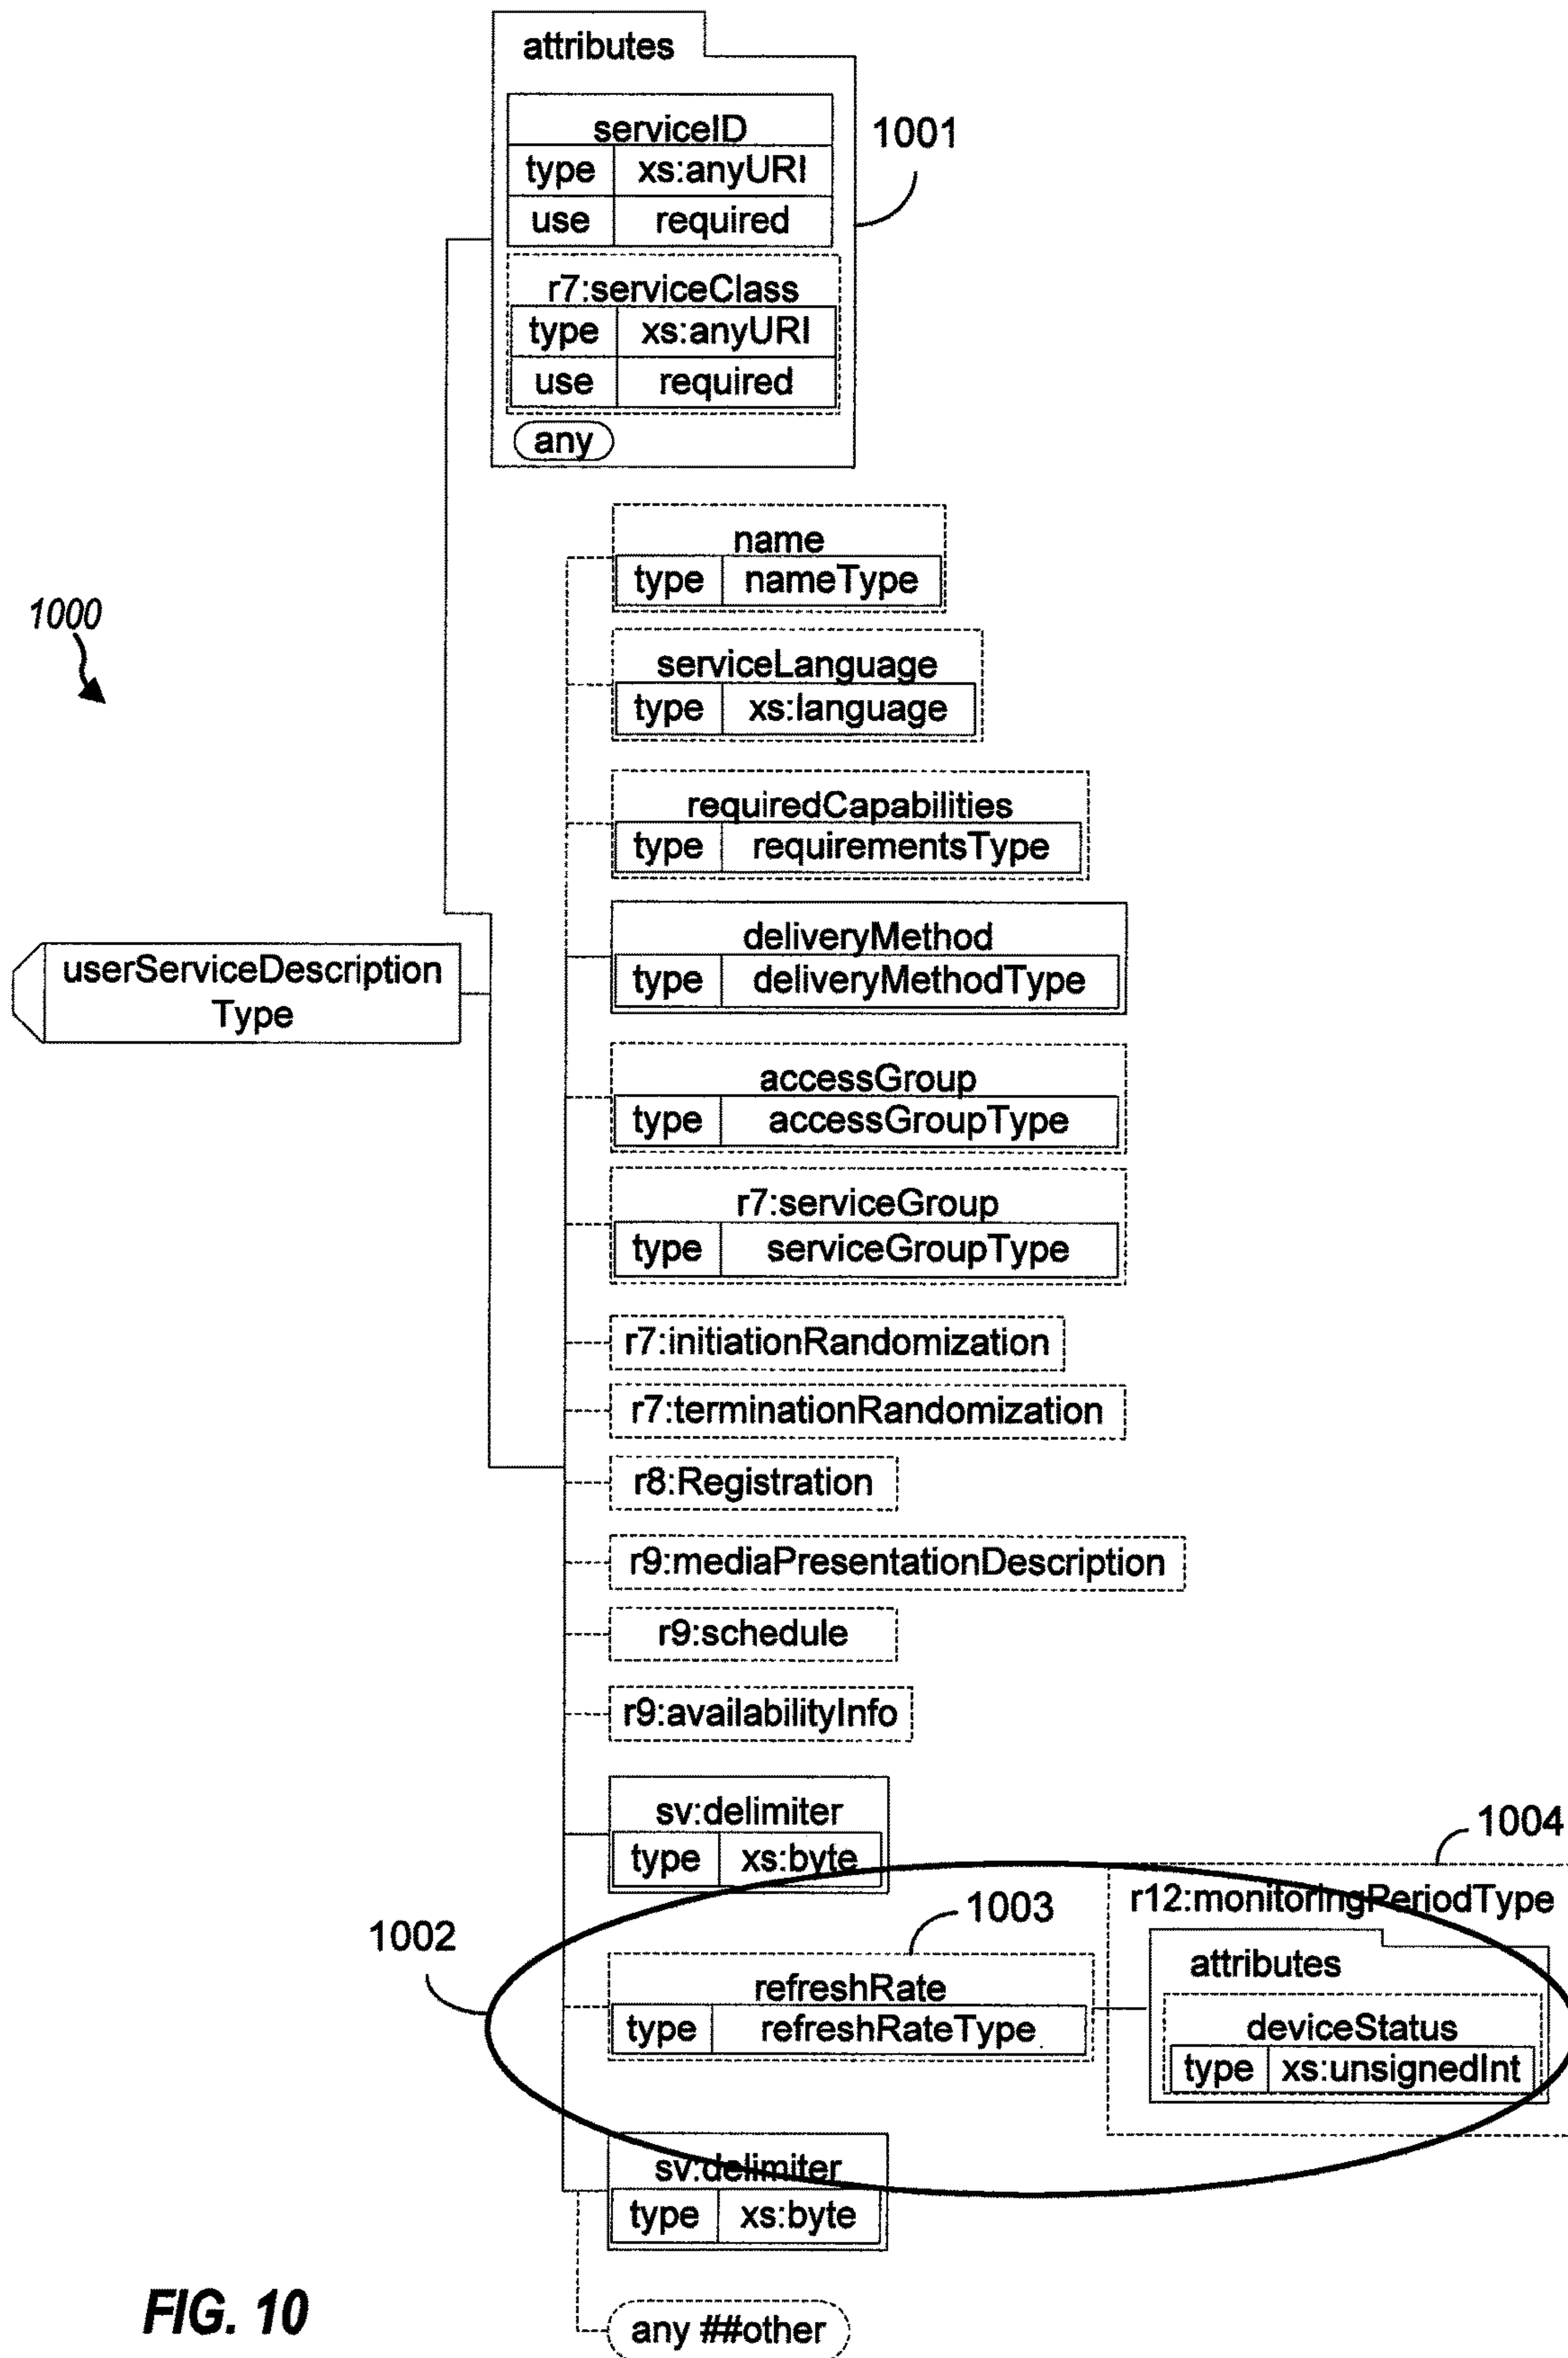 attributes
serviceID
type xs:anyURI
use required
1001
r7:serviceClass
type xs:anyURI
use required
any
name
type nameType
1000
serviceLanguage
type xs:language
requiredCapabilities
type requirementsType
deliveryMethod
type deliveryMethodType
userServiceDescription
Type
accessGroup
type accessGroupType
r7:serviceGroup
type serviceGroupType
r7:initiationRandomization
r7:terminationRandomization
r8:Registration
r9:mediaPresentationDescription
r9:schedule
r9:availabilityInfo
sv:delimiter
type xs:byte
1004
r12:monitoringPeriodType
1002
1003
attributes
refreshRate
type refreshRateType
deviceStatus
type xs:unsignedInt
sv:delimiter
type xs:byte
any ##other
FIG. 10